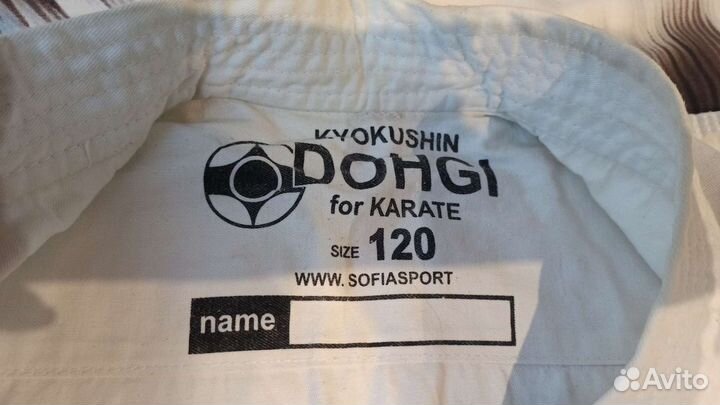 KYOKUSHIN
DOHGI
for KARATE
SIZE 120
WWW. SOFIASPORT
name
Avito